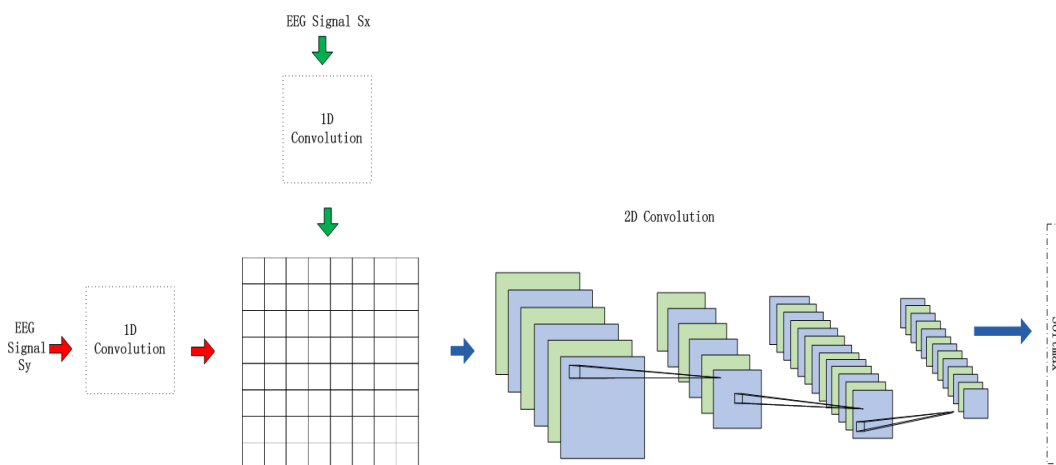 EEG Signal Sx
1D
Convolution
2D Convolution
EEG
Signal
Sy
1D
Convolution